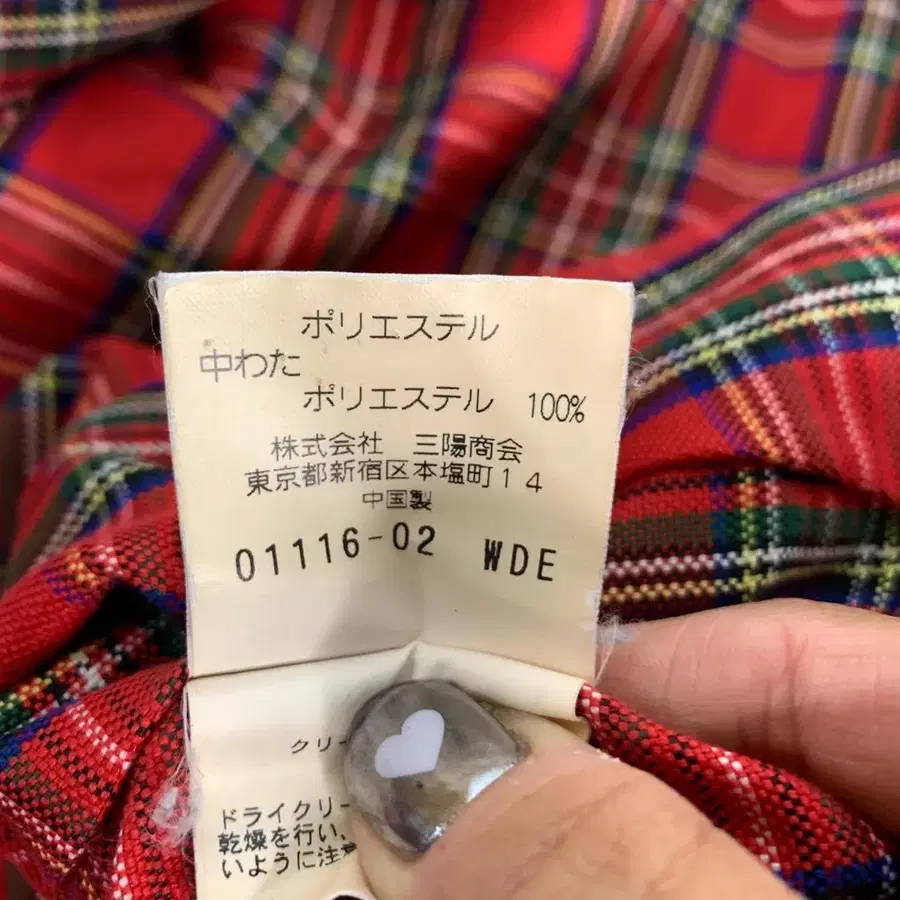 ポリエステル
中わた
ポリエステル 100%
株式会社 三陽商会
東京都新宿区本塩町14
中国製
01116-02 WDE
クリー
ドライクリー
乾燥を行い、
いように注意